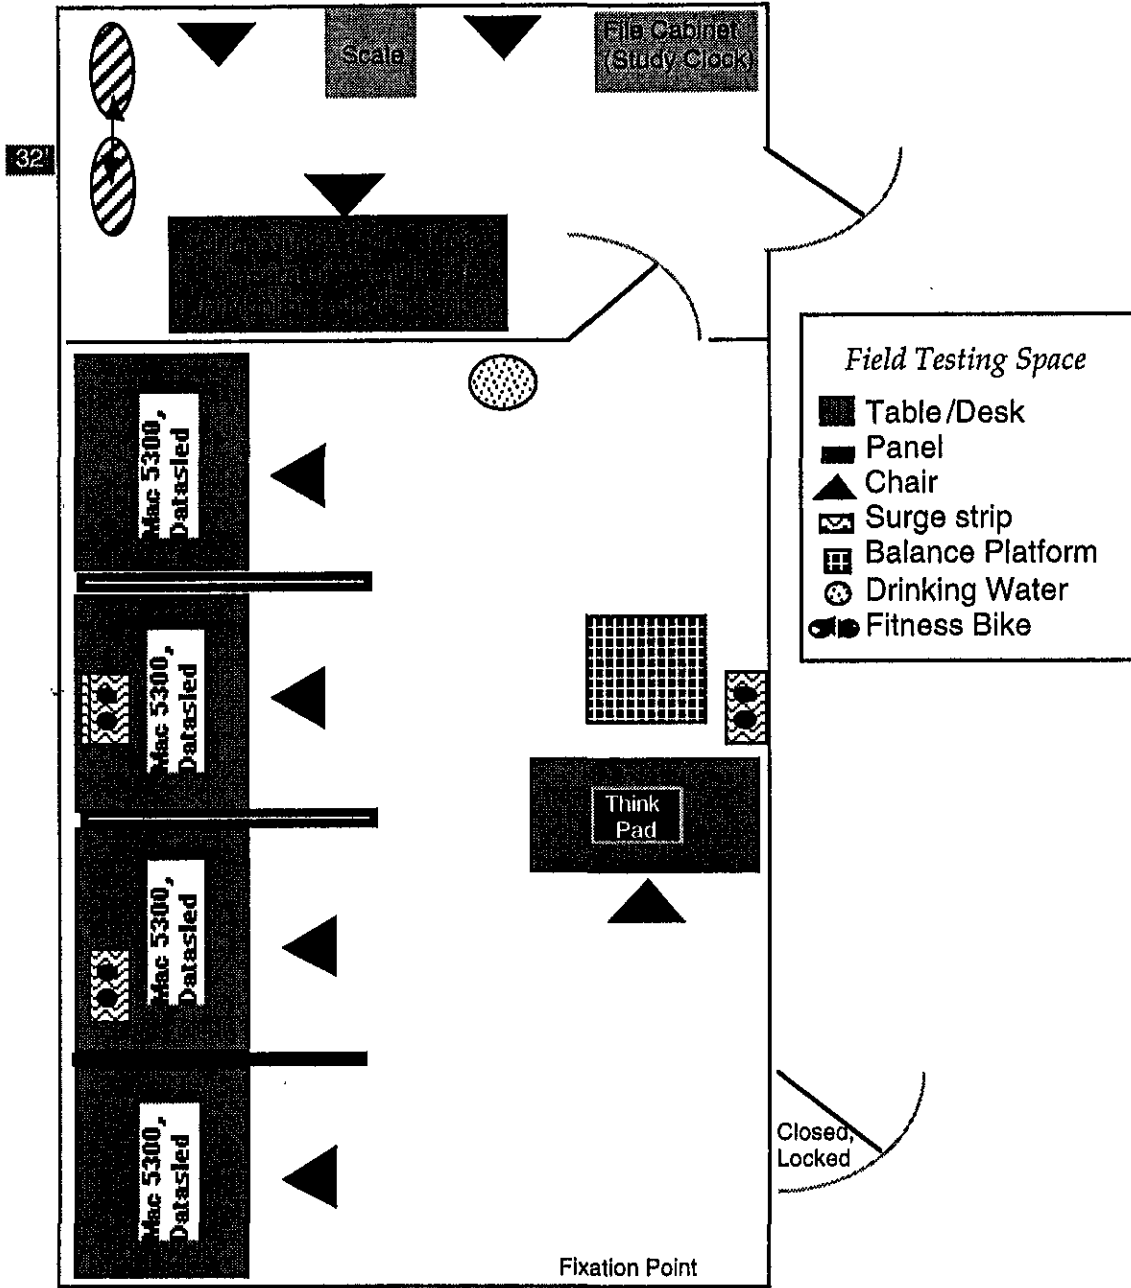 File Cabinet
(Study Clock)
Scale
32'
Mac 5300,
Datasled
Field Testing Space
Table/Desk
Panel
Chair
Surge strip
Balance Platform
Drinking Water
Fitness Bike
Mac 5300,
Datasled
Think
Pad
Mac 5300,
Datasled
Closed,
Locked
Mac 5300,
Datasled
Fixation Point